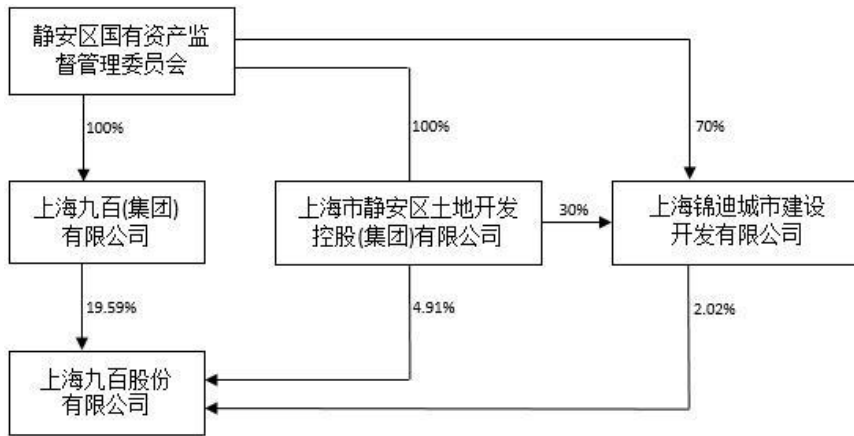 静安区国有资产监
督管理委员会
100%
100%
70%
上海九百(集团)
有限公司
上海市静安区土地开发
控股(集团)有限公司
30%
上海锦迪城市建设
开发有限公司
19.59%
4.91%
2.02%
上海九百股份
有限公司